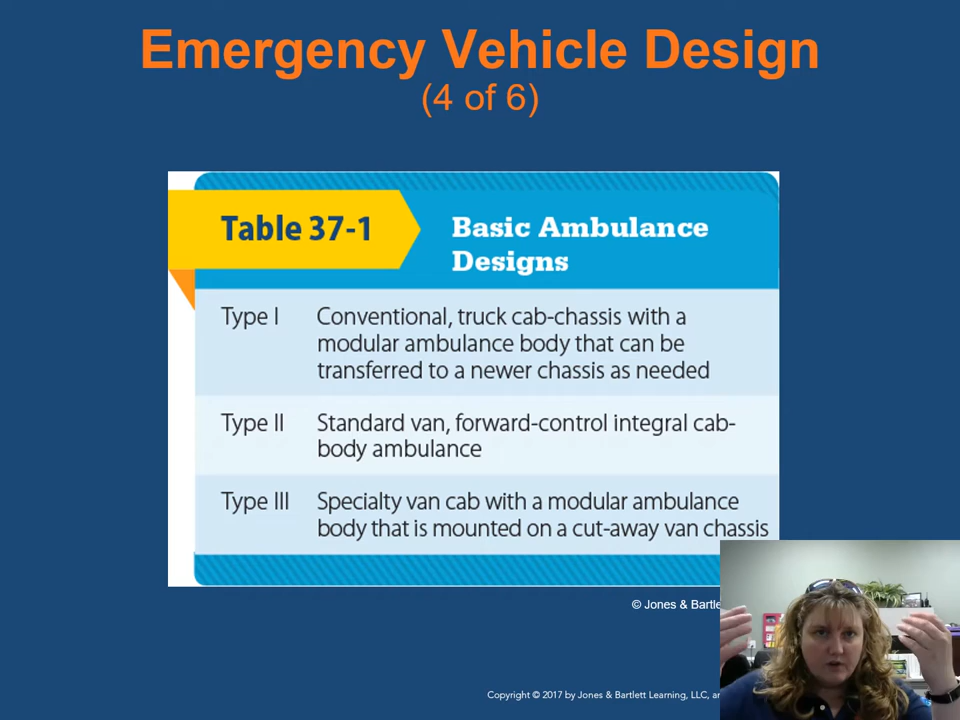 Emergency Vehicle Design
(4 of 6)
Table 37-1
Basic Ambulance
Designs
Type I
Conventional, truck cab-chassis with a
modular ambulance body that can be
transferred to a newer chassis as needed
Type II
Standard van, forward-control integral cab-
body ambulance
Type III
Specialty van cab with a modular ambulance
body that is mounted on a cut-away van chassis
© Jones &
Copyright © 2017 by Jones & Bartlett Learning, LLC,